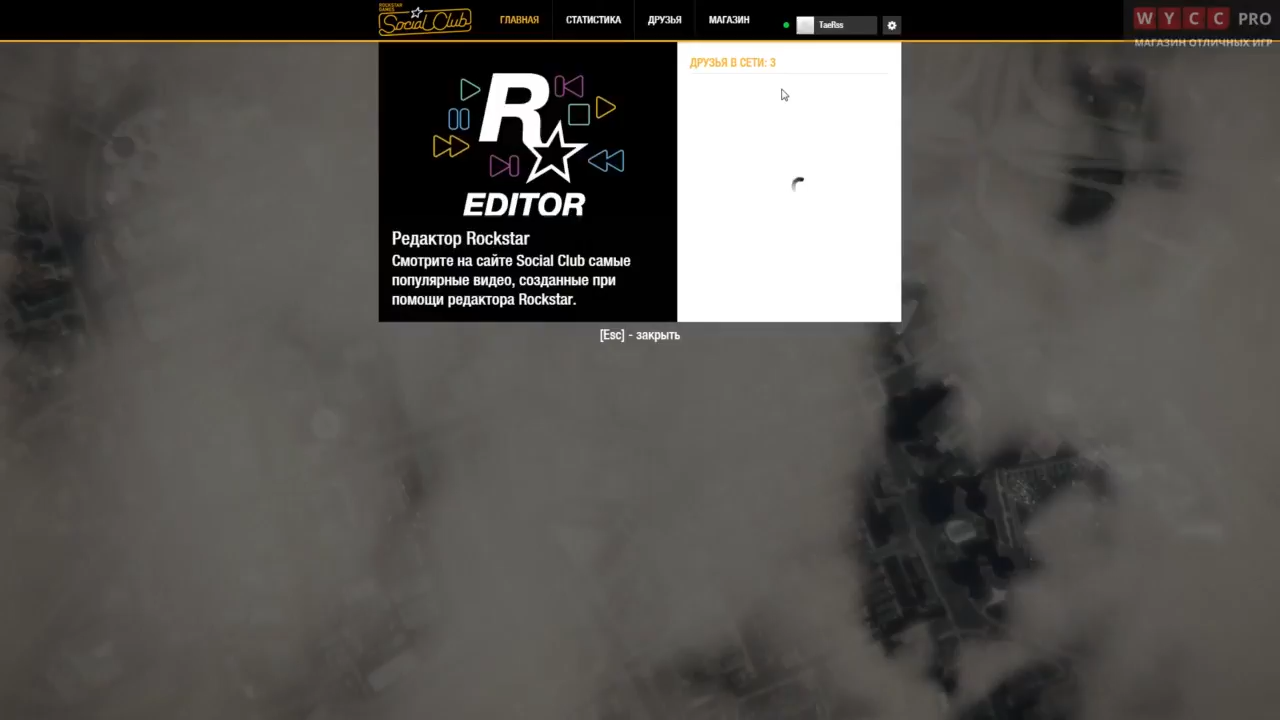 ROCKSTAR
GAMES
Social Club
ГЛАВНАЯ
СТАТИСТИКА
ДРУЗЬЯ
МАГАЗИН
TaeRss
WYCC PRO
МАГАЗИН ОТЛИЧНЫХ ИГР
ДРУЗЬЯ В СЕТИ: 3
R
EDITOR
Редактор Rockstar
Смотрите на сайте Social Club самые
популярные видео, созданные при
помощи редактора Rockstar.
[Esc] - закрыть